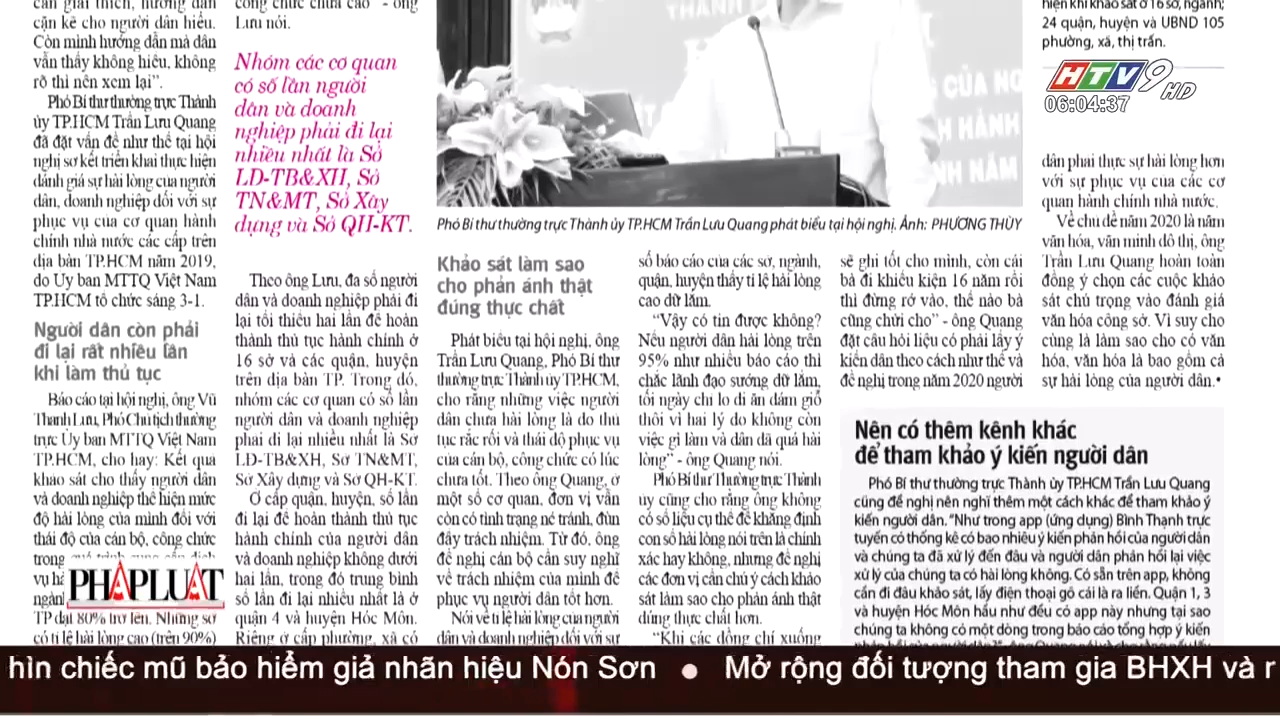 cặn kẽ cho người dân hiểu.
Còn mình hướng dẫn mà dân
vẫn thấy không hiểu, không
rõ thì nên xem lại”.
Phó Bí thư thường trực Thành
ủy TP.HCM Trần Lưu Quang
đã đặt vấn đề như thế tại hội
nghị sơ kết triển khai thực hiện
đánh giá sự hài lòng của người
dân, doanh nghiệp đối với sự
phục vụ của cơ quan hành
chính nhà nước các cấp trên
địa bàn TP.HCM năm 2019,
do Ủy ban MTTQ Việt Nam
TP.HCM tổ chức sáng 3-1.
Người dân còn phải
đi lại rất nhiều lần
khi làm thủ tục
Báo cáo tại hội nghị, ông Vũ
Thanh Lưu, Phó Chủ tịch thường
trực Ủy ban MTTQ Việt Nam
TP.HCM, cho hay: Kết quả
khảo sát cho thấy người dân
và doanh nghiệp thể hiện mức
độ hài lòng của mình đối với
thái độ của cán bộ, công chức
trong
vụ
TP đạt 80% trở lên. Những sở
có tỉ lệ hài lòng cao (trên 90%)
công chức chưa cao” - ông
Lưu nói.
Nhóm các cơ quan
có số lần người
dân và doanh
nghiệp phải đi lại
nhiều nhất là Sở
LĐ-TB&XH, Sở
TN&MT, Sở Xây
dựng và Sở QH-KT.
Theo ông Lưu, đa số người
dân và doanh nghiệp phải đi
lại tối thiểu hai lần để hoàn
thành thủ tục hành chính ở
16 sở và các quận, huyện
trên địa bàn TP. Trong đó,
nhóm các cơ quan có số lần
người dân và doanh nghiệp
phải đi lại nhiều nhất là Sở
LĐ-TB&XH, Sở TN&MT,
Sở Xây dựng và Sở QH-KT.
Ở cấp quận, huyện, số lần
đi lại để hoàn thành thủ tục
hành chính của người dân
và doanh nghiệp không dưới
hai lần, trong đó trung bình
số lần đi lại nhiều nhất là ở
quận 4 và huyện Hóc Môn.
Riêng ở cấp phường, xã có
CỦA
HÀNH
NĂM
Phó Bí thư thường trực Thành ủy TP.HCM Trần Lưu Quang phát biểu tại hội nghị. Ảnh: PHƯƠNG THÙY
Khảo sát làm sao
cho phản ánh thật
đúng thực chất
Phát biểu tại hội nghị, ông
Trần Lưu Quang, Phó Bí thư
thường trực Thành ủy TP.HCM,
cho rằng những việc người
dân chưa hài lòng là do thủ
tục rắc rối và thái độ phục vụ
của cán bộ, công chức có lúc
chưa tốt. Theo ông Quang, ở
một số cơ quan, đơn vị vẫn
còn có tình trạng né tránh, đùn
đẩy trách nhiệm. Từ đó, ông
đề nghị cán bộ cần suy nghĩ
về trách nhiệm của mình để
phục vụ người dân tốt hơn.
Nói về tỉ lệ hài lòng của người
dân và doanh nghiệp đối với sự
số báo cáo của các sở, ngành,
quận, huyện thấy tỉ lệ hài lòng
cao dữ lắm.
“Vậy có tin được không?
Nếu người dân hài lòng trên
95% như nhiều báo cáo thì
chắc lãnh đạo sướng dữ lắm,
tối ngày chỉ lo đi ăn đám giỗ
thôi vì hai lý do không còn
việc gì làm và dân đã quá hài
lòng” - ông Quang nói.
Phó Bí thư Thường trực Thành
ủy cũng cho rằng ông không
có số liệu cụ thể để khẳng định
con số hài lòng nói trên là chính
xác hay không, nhưng đề nghị
các đơn vị cần chú ý cách khảo
sát làm sao cho phản ánh thật
đúng thực chất hơn.
“Khi các đồng chí xuống
sẽ ghi tốt cho mình, còn cái
bà đi khiếu kiện 16 năm rồi
thì đừng rớ vào, thế nào bà
cũng chửi cho” - ông Quang
đặt câu hỏi liệu có phải lấy ý
kiến dân theo cách như thế và
đề nghị trong năm 2020 người
hiện khi khảo sát ở 16 sở, ngành;
24 quận, huyện và UBND 105
phường, xã, thị trấn.
HTV9 HD
06:04:37
dân phải thực sự hài lòng hơn
với sự phục vụ của các cơ
quan hành chính nhà nước.
Về chủ đề năm 2020 là năm
văn hóa, văn minh đô thị, ông
Trần Lưu Quang hoàn toàn
đồng ý chọn các cuộc khảo
sát chú trọng vào đánh giá
văn hóa công sở. Vì suy cho
cùng là làm sao cho có văn
hóa, văn hóa là bao gồm cả
sự hài lòng của người dân.•
Nên có thêm kênh khác
để tham khảo ý kiến người dân
Phó Bí thư thường trực Thành ủy TP.HCM Trần Lưu Quang
cũng đề nghị nên nghĩ thêm một cách khác để tham khảo ý
kiến người dân. “Như trong app (ứng dụng) Bình Thạnh trực
tuyến có thống kê có bao nhiêu ý kiến phản hồi của người dân
và chúng ta đã xử lý đến đâu và người dân phản hồi lại việc
xử lý của chúng ta có hài lòng không. Có sẵn trên app, không
cần đi đâu khảo sát, lấy điện thoại gõ cái là ra liền. Quận 1, 3
và huyện Hóc Môn hầu như đều có app này nhưng tại sao
chúng ta không có một dòng trong báo cáo tổng hợp ý kiến
PHÁP LUẬT
hìn chiếc mũ bảo hiểm giả nhãn hiệu Nón Sơn ● Mở rộng đối tượng tham gia BHXH và r